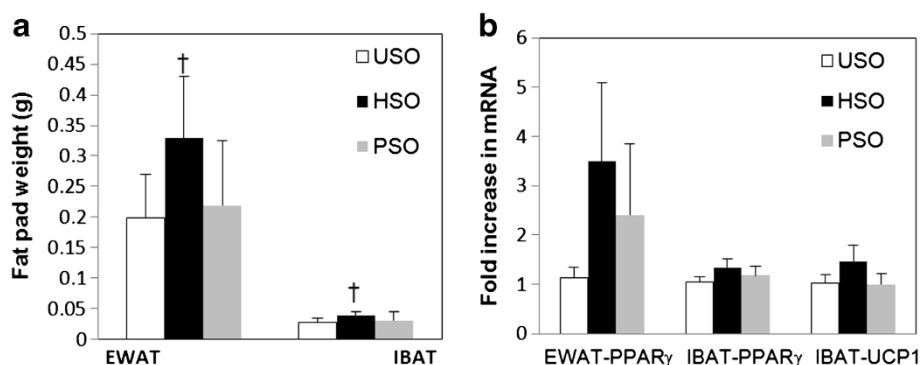 a
Fat pad weight (g)
0.5
0.45
0.4
0.35
0.3
0.25
0.2
0.15
0.1
0.05
0
†
†
USO
HSO
PSO
EWAT
IBAT
b
Fold increase in mRNA
6
5
4
3
2
1
0
USO
HSO
PSO
EWAT-PPARγ
IBAT-PPARγ
IBAT-UCP1